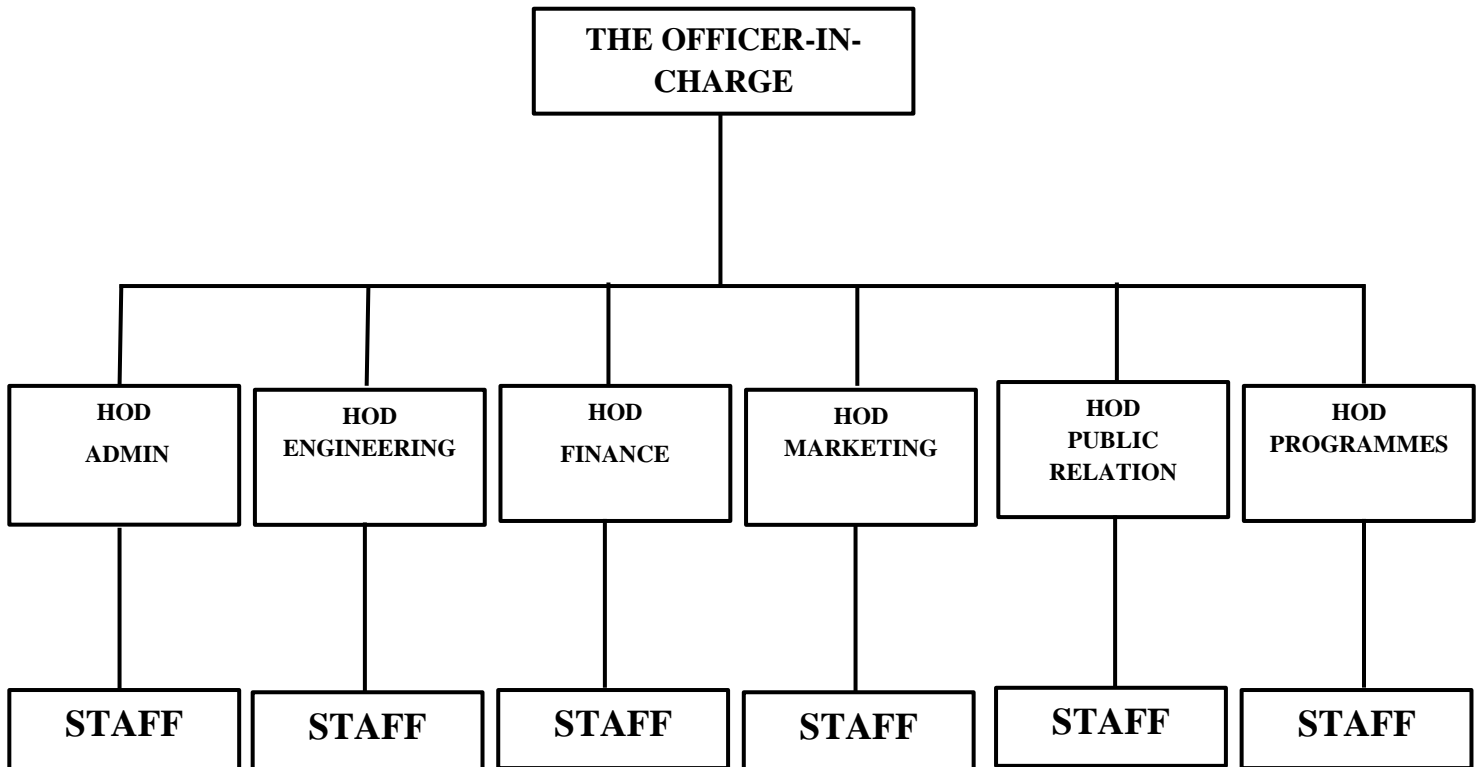 THE OFFICER-IN-
CHARGE
HOD
ADMIN
HOD
ENGINEERING
HOD
FINANCE
HOD
MARKETING
HOD
PUBLIC
RELATION
HOD
PROGRAMMES
STAFF
STAFF
STAFF
STAFF
STAFF
STAFF